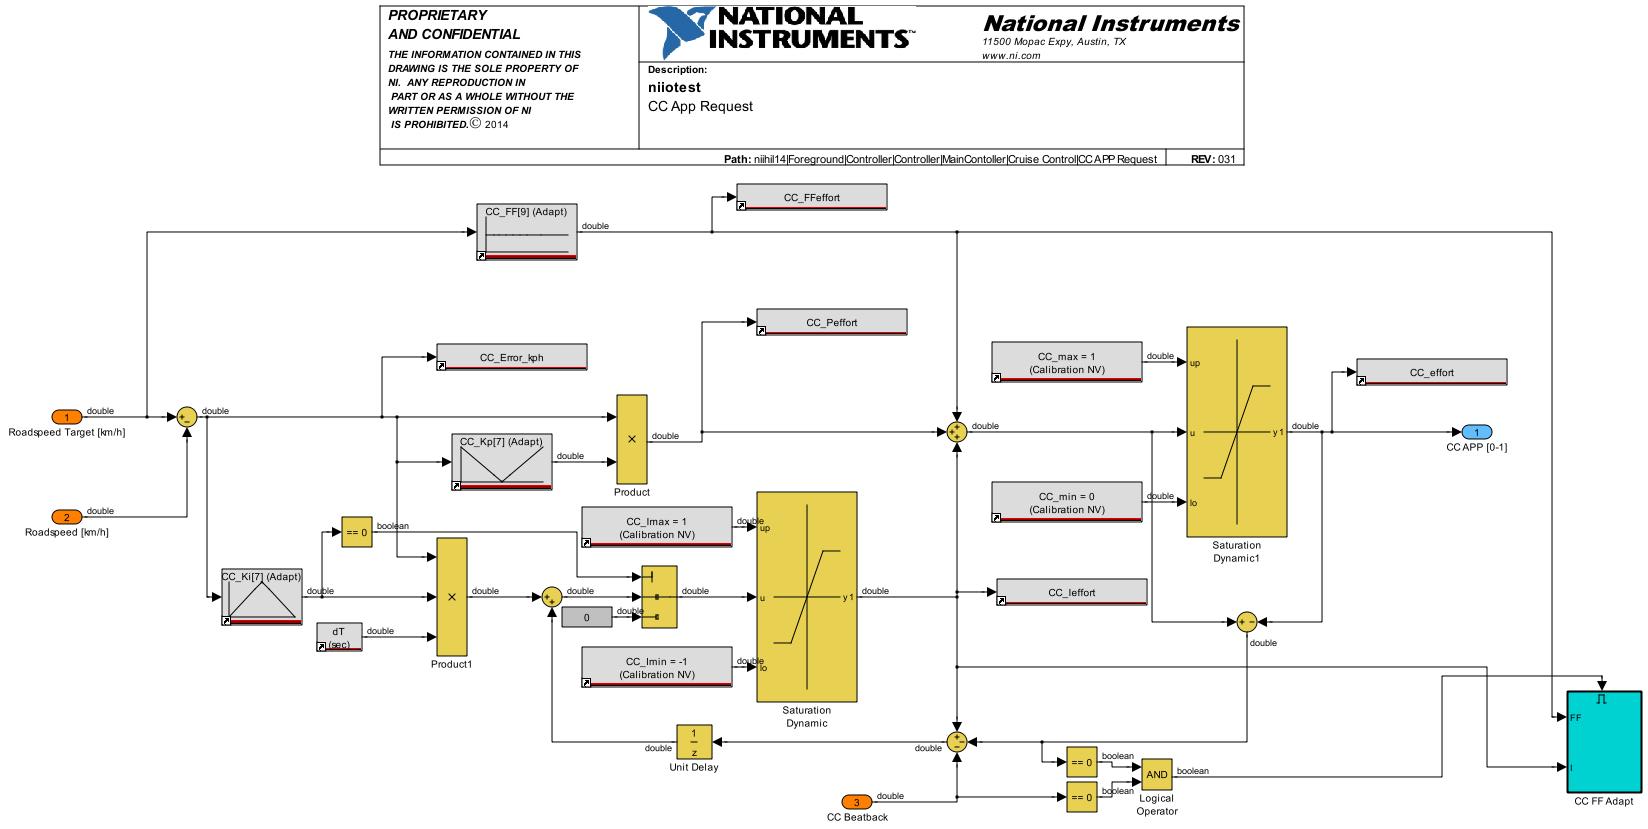 PROPRIETARY
AND CONFIDENTIAL
THE INFORMATION CONTAINED IN THIS
DRAWING IS THE SOLE PROPERTY OF
NI. ANY REPRODUCTION IN
PART OR AS A WHOLE WITHOUT THE
WRITTEN PERMISSION OF NI
IS PROHIBITED.© 2014
NATIONAL
INSTRUMENTS™
National Instruments
11500 Mopac Expy, Austin, TX
www.ni.com
Description:
niiotest
CC App Request
Path: niihil14|Foreground|Controller|Controller|MainContoller|Cruise Control|CC APP Request
REV: 031
CC_FFeffort
CC_FF[9] (Adapt)
double
CC_Peffort
CC_Error_kph
CC_max = 1
(Calibration NV)
double
up
CC_effort
1
double
Roadspeed Target [km/h]
+
−
double
CC_Kp[7] (Adapt)
double
×
double
Product
+
+
+
double
u
y1
double
1
CC APP [0-1]
2
double
Roadspeed [km/h]
CC_min = 0
(Calibration NV)
double
lo
Saturation
Dynamic1
== 0
boolean
CC_Imax = 1
(Calibration NV)
double
up
CC_Ki[7] (Adapt)
double
×
double
+
+
double
0
double
double
u
y1
double
CC_Ieffort
dT
(sec)
double
Product1
CC_Imin = -1
(Calibration NV)
double
lo
Saturation
Dynamic
+
−
double
1
z
double
Unit Delay
+
−
+
double
== 0
boolean
== 0
boolean
AND
boolean
Logical
Operator
3
double
CC Beatback
FF
I
CC FF Adapt